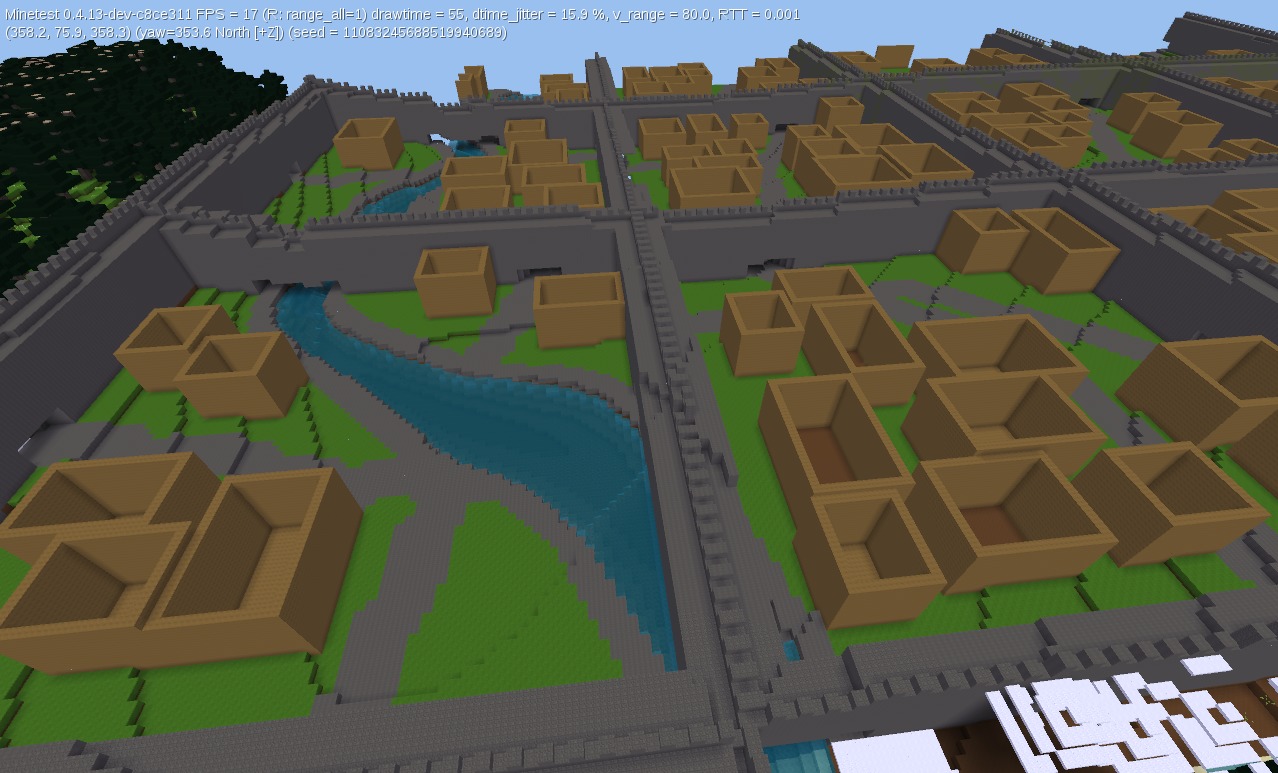 Minetest 0.4.13-dev-c8ce311 FPS = 17 (R: range_all=1) drawtime = 55, dtime_jitter = 15.9 %, v_range = 80.0, RTT = 0.001
(358.2, 75.9, 358.3) (yaw=353.6 North [+Z]) (seed = 11083245688519940689)